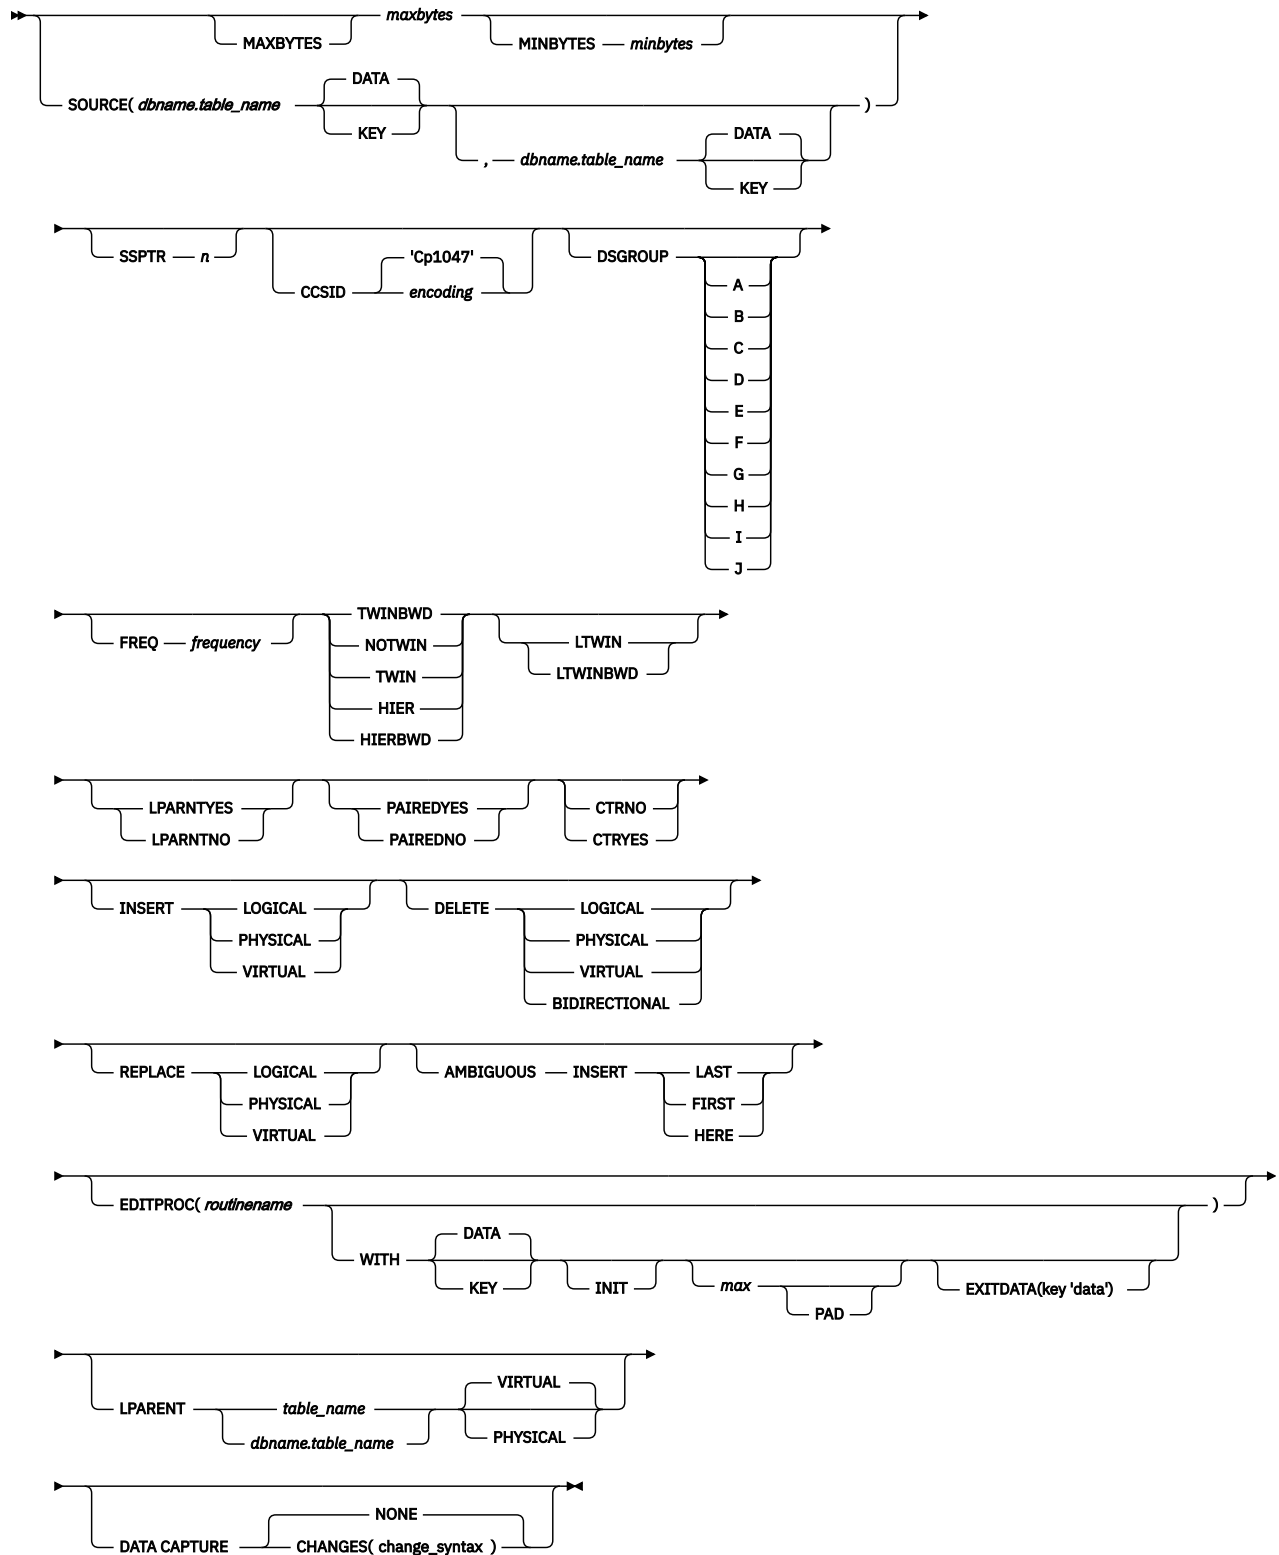 maxbytes
MAXBYTES
MINBYTES minbytes
DATA
SOURCE( dbname.table_name )
KEY
DATA
, dbname.table_name
KEY
SSPTR n
'Cp1047'
DSGROUP
CCSID encoding
A
B
C
D
E
F
G
H
I
J
TWINBWD
FREQ frequency
NOTWIN
LTWIN
TWIN
LTWINBWD
HIER
HIERBWD
LPARNTYES PAIREDYES CTRNO
LPARNTNO PAIREDNO CTRYES
INSERT LOGICAL DELETE LOGICAL
PHYSICAL PHYSICAL
VIRTUAL VIRTUAL
BIDIRECTIONAL
REPLACE LOGICAL AMBIGUOUS INSERT LAST
PHYSICAL FIRST
VIRTUAL HERE
EDITPROC( routinename )
DATA
WITH
KEY INIT max EXITDATA(key 'data')
PAD
VIRTUAL
LPARENT table_name
PHYSICAL
dbname.table_name
NONE
DATA CAPTURE CHANGES( change_syntax )